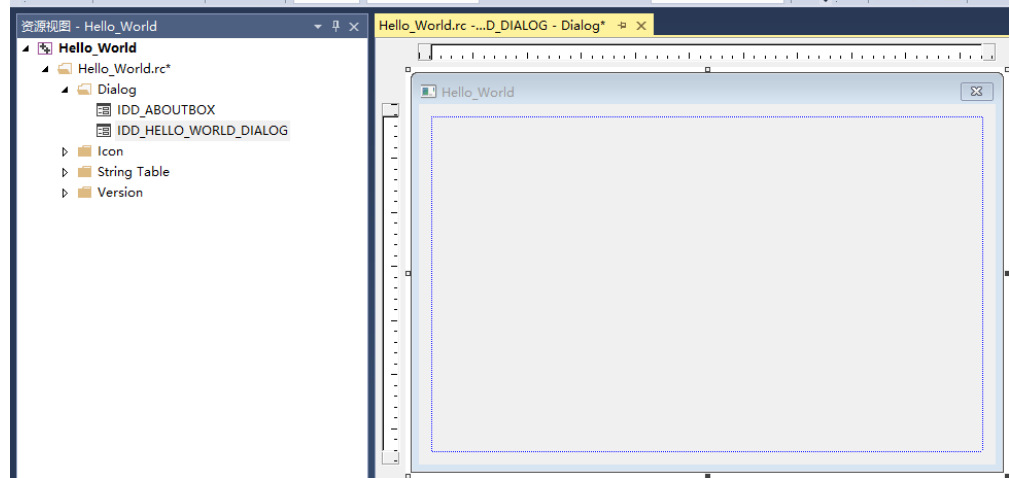 资源视图 - Hello_World
Hello_World
Hello_World.rc*
Dialog
IDD_ABOUTBOX
IDD_HELLO_WORLD_DIALOG
Icon
String Table
Version
Hello_World.rc -...D_DIALOG - Dialog*
Hello_World